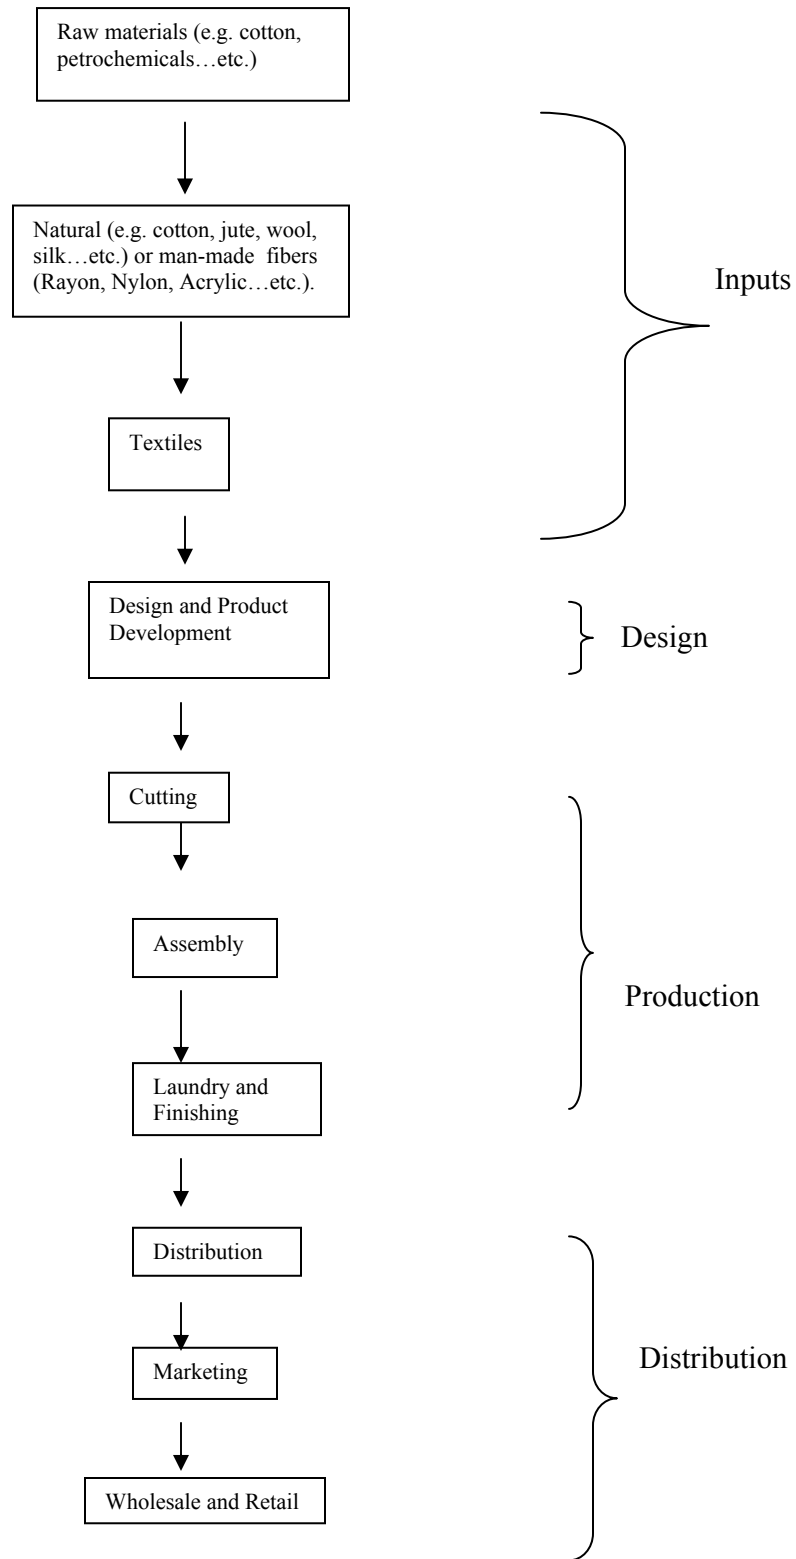 Raw materials (e.g. cotton,
petrochemicals…etc.)
Natural (e.g. cotton, jute, wool,
silk…etc.) or man-made  fibers
(Rayon, Nylon, Acrylic…etc.).
Inputs
Textiles
Design and Product
Development
Design
Cutting
Assembly
Production
Laundry and
Finishing
Distribution
Marketing
Distribution
Wholesale and Retail